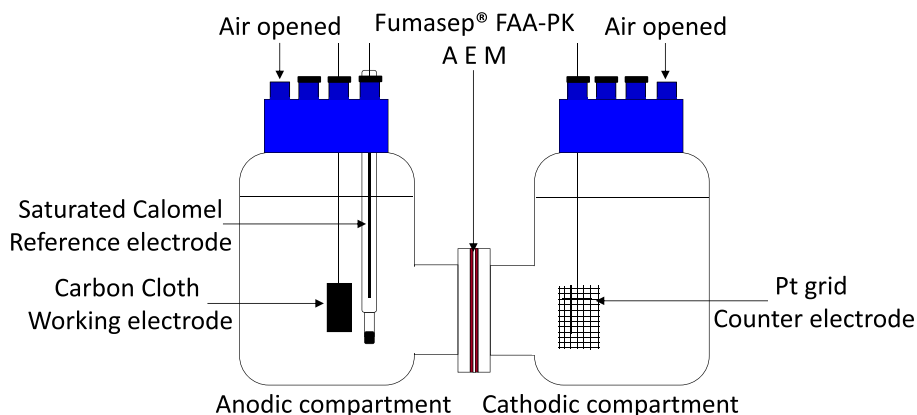 Air opened
Fumasep® FAA-PK
A E M
Air opened
Saturated Calomel
Reference electrode
Carbon Cloth
Working electrode
Pt grid
Counter electrode
Anodic compartment
Cathodic compartment